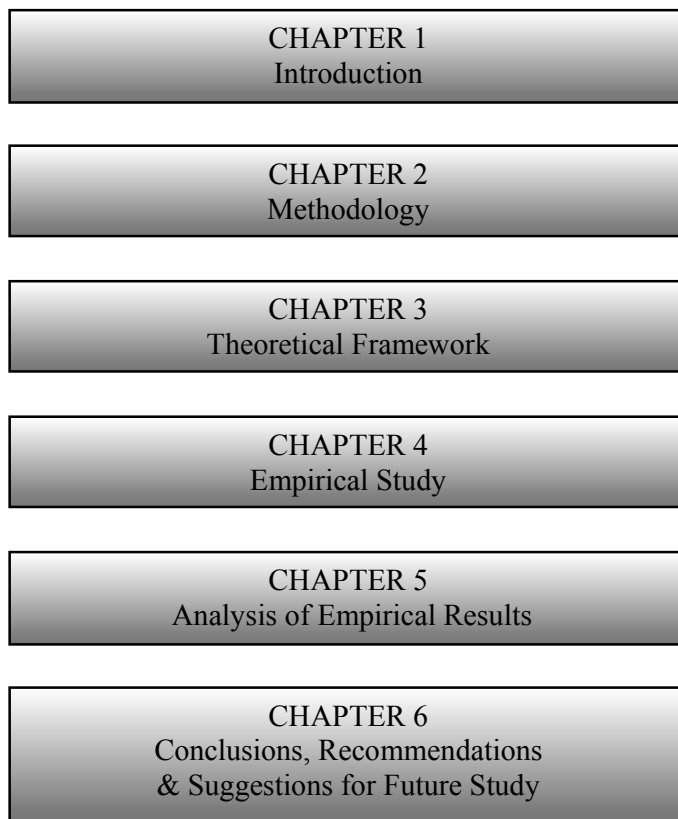 CHAPTER 1
Introduction
CHAPTER 2
Methodology
CHAPTER 3
Theoretical Framework
CHAPTER 4
Empirical Study
CHAPTER 5
Analysis of Empirical Results
CHAPTER 6
Conclusions, Recommendations
& Suggestions for Future Study